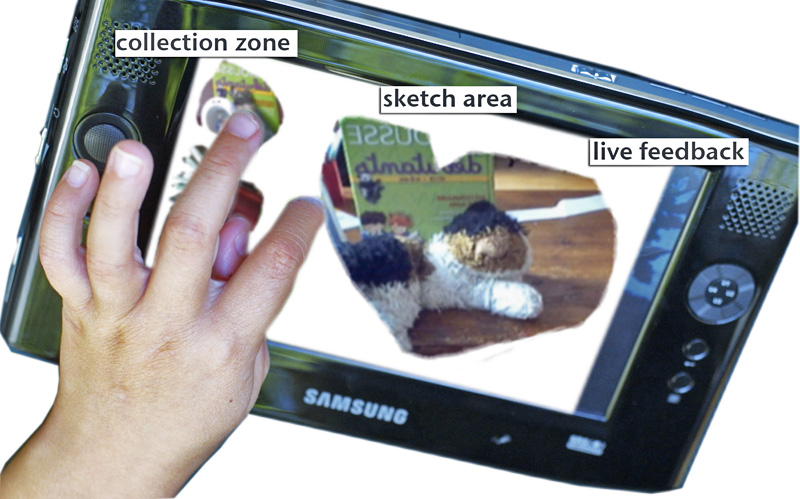 collection zone
sketch area
live feedback
SAMSUNG